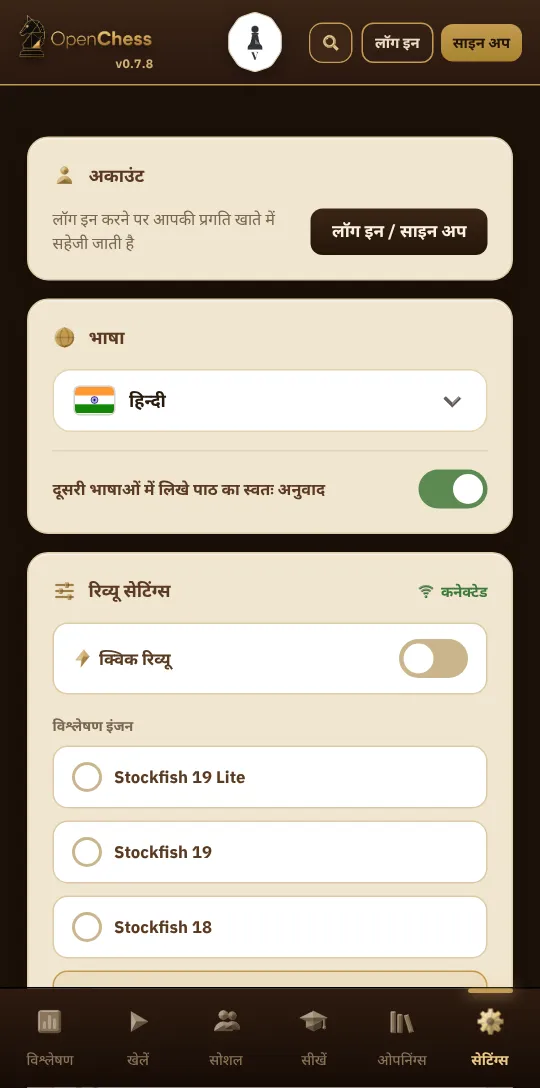 OpenChess
v0.7.8
V
लॉग इन
साइन अप
अकाउंट
लॉग इन करने पर आपकी प्रगति खाते में
सहेजी जाती है
लॉग इन / साइन अप
भाषा
हिन्दी
दूसरी भाषाओं में लिखे पाठ का स्वतः अनुवाद
रिव्यू सेटिंग्स
कनेक्टेड
क्विक रिव्यू
विश्लेषण इंजन
Stockfish 19 Lite
Stockfish 19
Stockfish 18
विश्लेषण
खेलें
सोशल
सीखें
ओपनिंग्स
सेटिंग्स